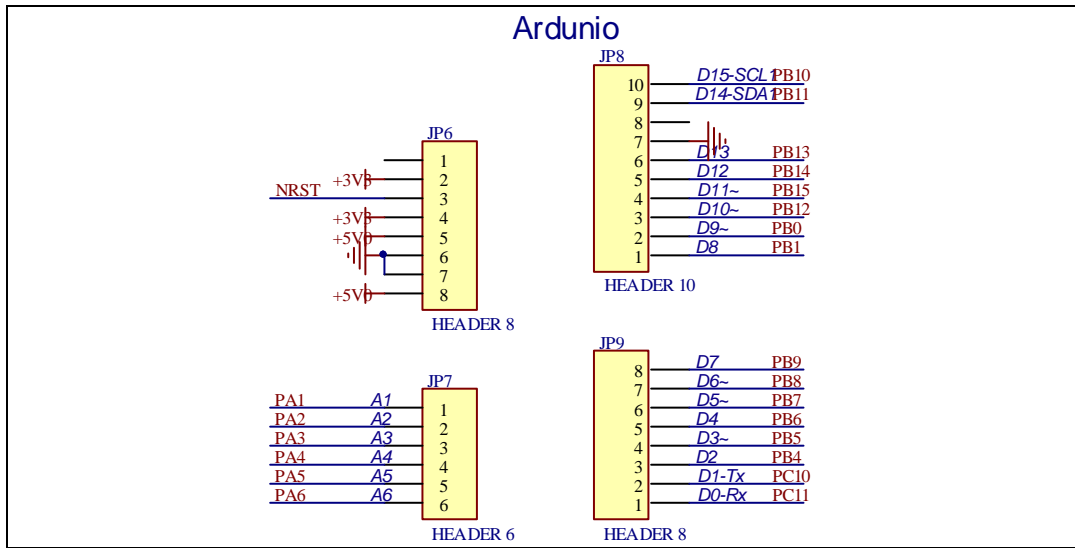 Ardunio
JP8
10 D15-SCL1 PB10
9 D14-SDA1 PB11
8
7
6 D13 PB13
5 D12 PB14
4 D11~ PB15
3 D10~ PB12
2 D9~ PB0
1 D8 PB1
HEADER 10
JP6
1
+3V3 2
NRST 3
+3V3 4
+5V0 5
6
7
+5V0 8
HEADER 8
JP7
PA1 A1 1
PA2 A2 2
PA3 A3 3
PA4 A4 4
PA5 A5 5
PA6 A6 6
HEADER 6
JP9
8 D7 PB9
7 D6~ PB8
6 D5~ PB7
5 D4 PB6
4 D3~ PB5
3 D2 PB4
2 D1-Tx PC10
1 D0-Rx PC11
HEADER 8